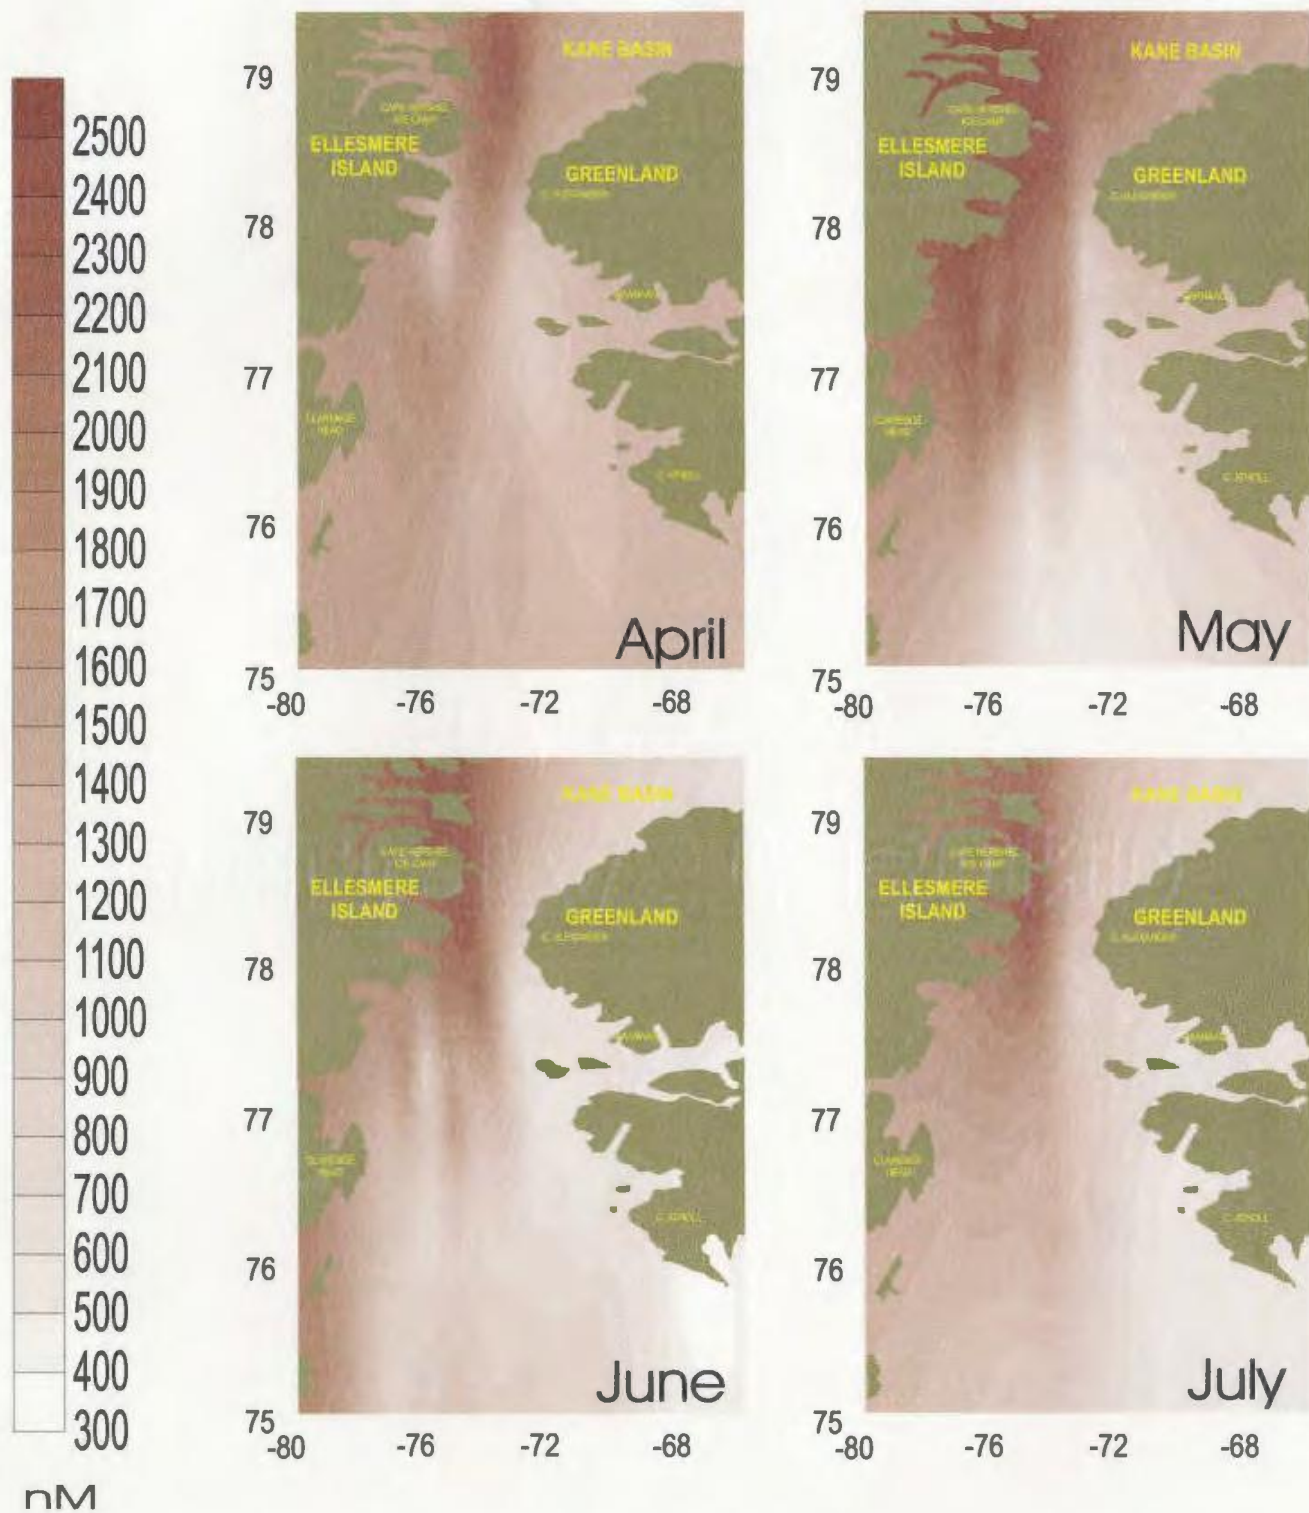 2500
2400
2300
2200
2100
2000
1900
1800
1700
1600
1500
1400
1300
1200
1100
1000
900
800
700
600
500
400
300
nM
79
78
77
76
75
-80
-76
-72
-68
KANE BASIN
ELLESMERE
ISLAND
GREENLAND
April
79
78
77
76
75
-80
-76
-72
-68
KANE BASIN
ELLESMERE
ISLAND
GREENLAND
May
79
78
77
76
75
-80
-76
-72
-68
KANE BASIN
ELLESMERE
ISLAND
GREENLAND
June
79
78
77
76
75
-80
-76
-72
-68
KANE BASIN
ELLESMERE
ISLAND
GREENLAND
July